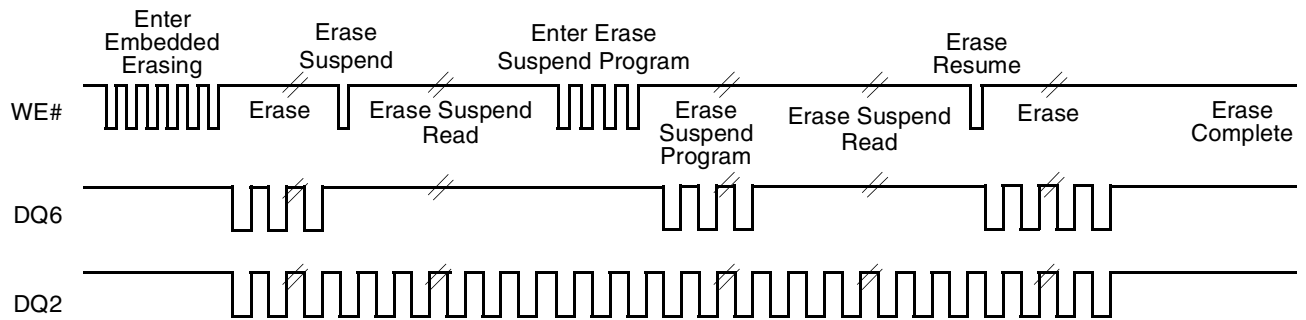 Enter
Embedded
Erasing
Erase
Suspend
Enter Erase
Suspend Program
Erase
Resume
WE#
Erase
Erase Suspend
Read
Erase
Suspend
Program
Erase Suspend
Read
Erase
Erase
Complete
DQ6
DQ2